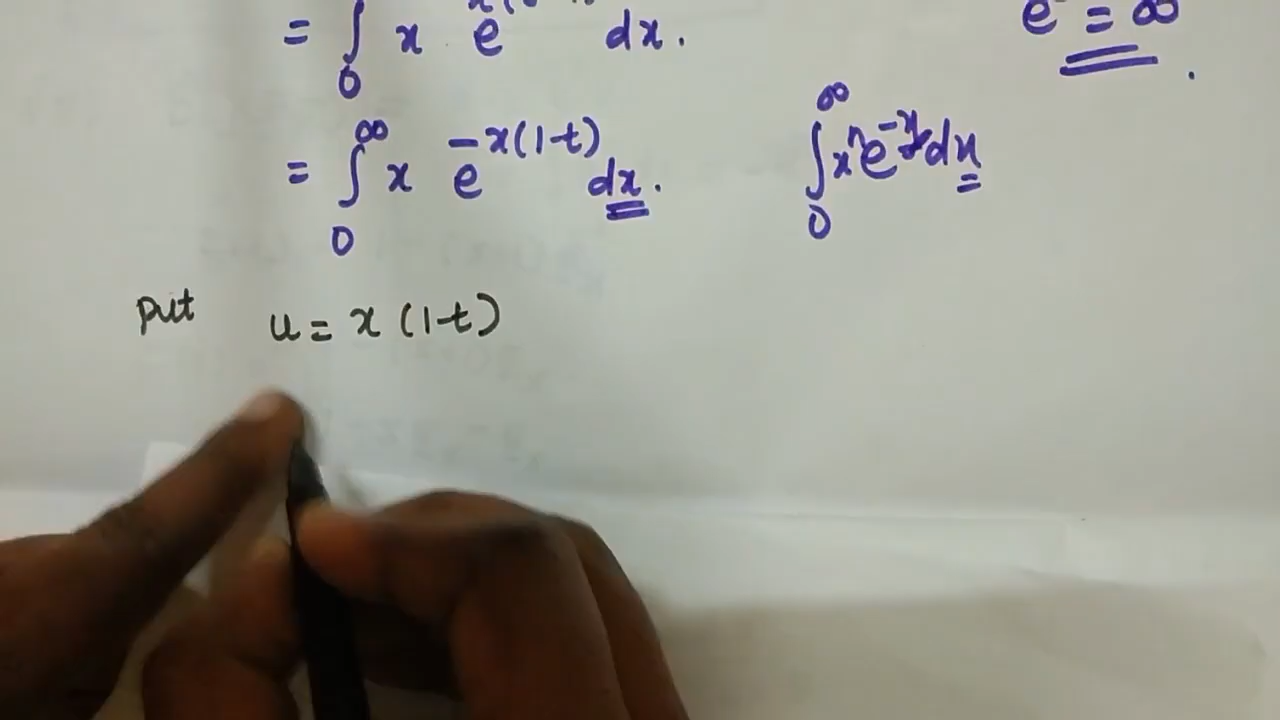 = ∫₀ x e dx.
e = ∞
= ∫₀^∞ x e^{-x(1-t)} dx.
∫₀^∞ xⁿ e^{-x} dx
Put u = x (1-t)